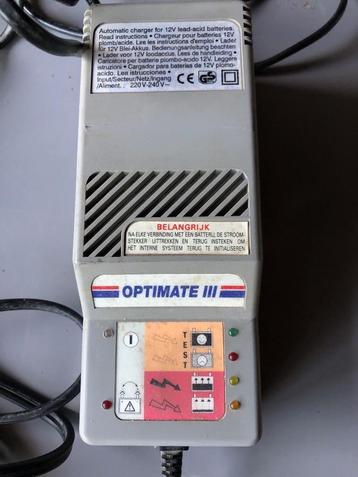 Automatic charger for 12V lead-acid batteries.
Read instructions • Chargeur pour batteries 12V
plomb/acide. Lee les instructions d'emploi • Lader
für 12V Blei-Akkus. Bedienungsanleitung beachten
• Lader voor 12V loodaccus. Lees de handleiding •
Caricatore per batterie piombo-acido 12V. Leggere
istruzioni • Cargador para baterias de 12V plomo-
acido. Lea istrucciones •
Input/Secteur/Netz/Ingang
/Aliment.: 220V-240V~
CE
GS
BELANGRIJK
NA ELKE VERBINDING MET EEN BATTERIJ, DE STROOM-
STEKKER UITTREKKEN EN TERUG INSTEKEN OM
HET INTERNE SYSTEEM TERUG TE INITIALISEREN
OPTIMATE III
TEST